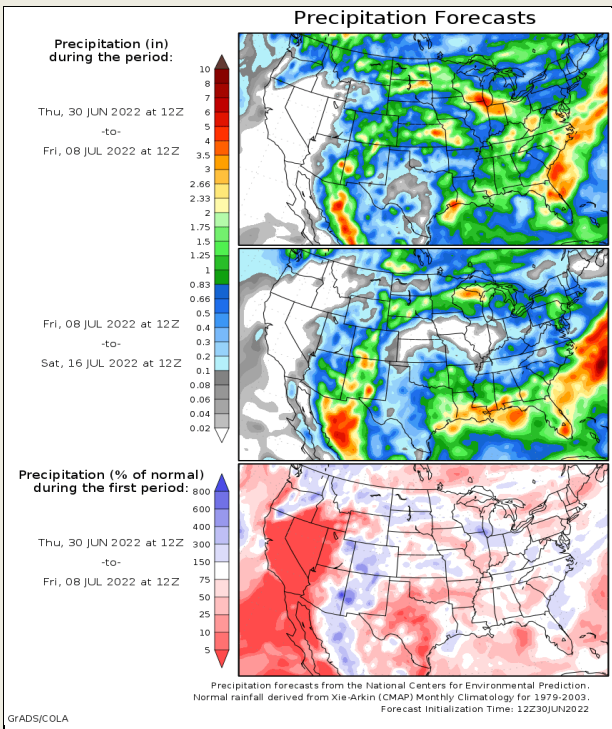 Precipitation Forecasts
Precipitation (in)
during the period:
Thu, 30 JUN 2022 at 12Z
-to-
Fri, 08 JUL 2022 at 12Z
10
8
7
6
5
4
3.5
3
2.66
2.33
2
1.75
1.5
1.25
1
0.83
0.66
0.5
0.4
0.3
0.2
0.1
0.08
0.06
0.04
0.02
Fri, 08 JUL 2022 at 12Z
-to-
Sat, 16 JUL 2022 at 12Z
Precipitation (% of normal)
during the first period:
Thu, 30 JUN 2022 at 12Z
-to-
Fri, 08 JUL 2022 at 12Z
800
600
400
300
150
75
50
25
10
5
Precipitation forecasts from the National Centers for Environmental Prediction.
Normal rainfall derived from Xie-Arkin (CMAP) Monthly Climatology for 1979-2003.
Forecast Initialization Time: 12Z30JUN2022
GrADS/COLA